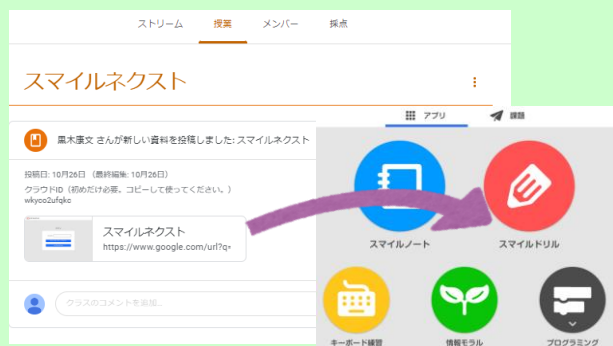 ストリーム 授業 メンバー 採点
スマイルネクスト
黒木廉文 さんが新しい資料を投稿しました: スマイルネクスト
投稿日: 10月26日 (最終編集: 10月26日)
クラウドID(初めだけ必要。コピーして使ってください。)
wkyco2ufqkc
スマイルネクスト
https://www.google.com/url?q=
クラスのコメントを追加...
アプリ 課題
スマイルノート スマイルドリル
キーボード練習 情報モラル プログラミング